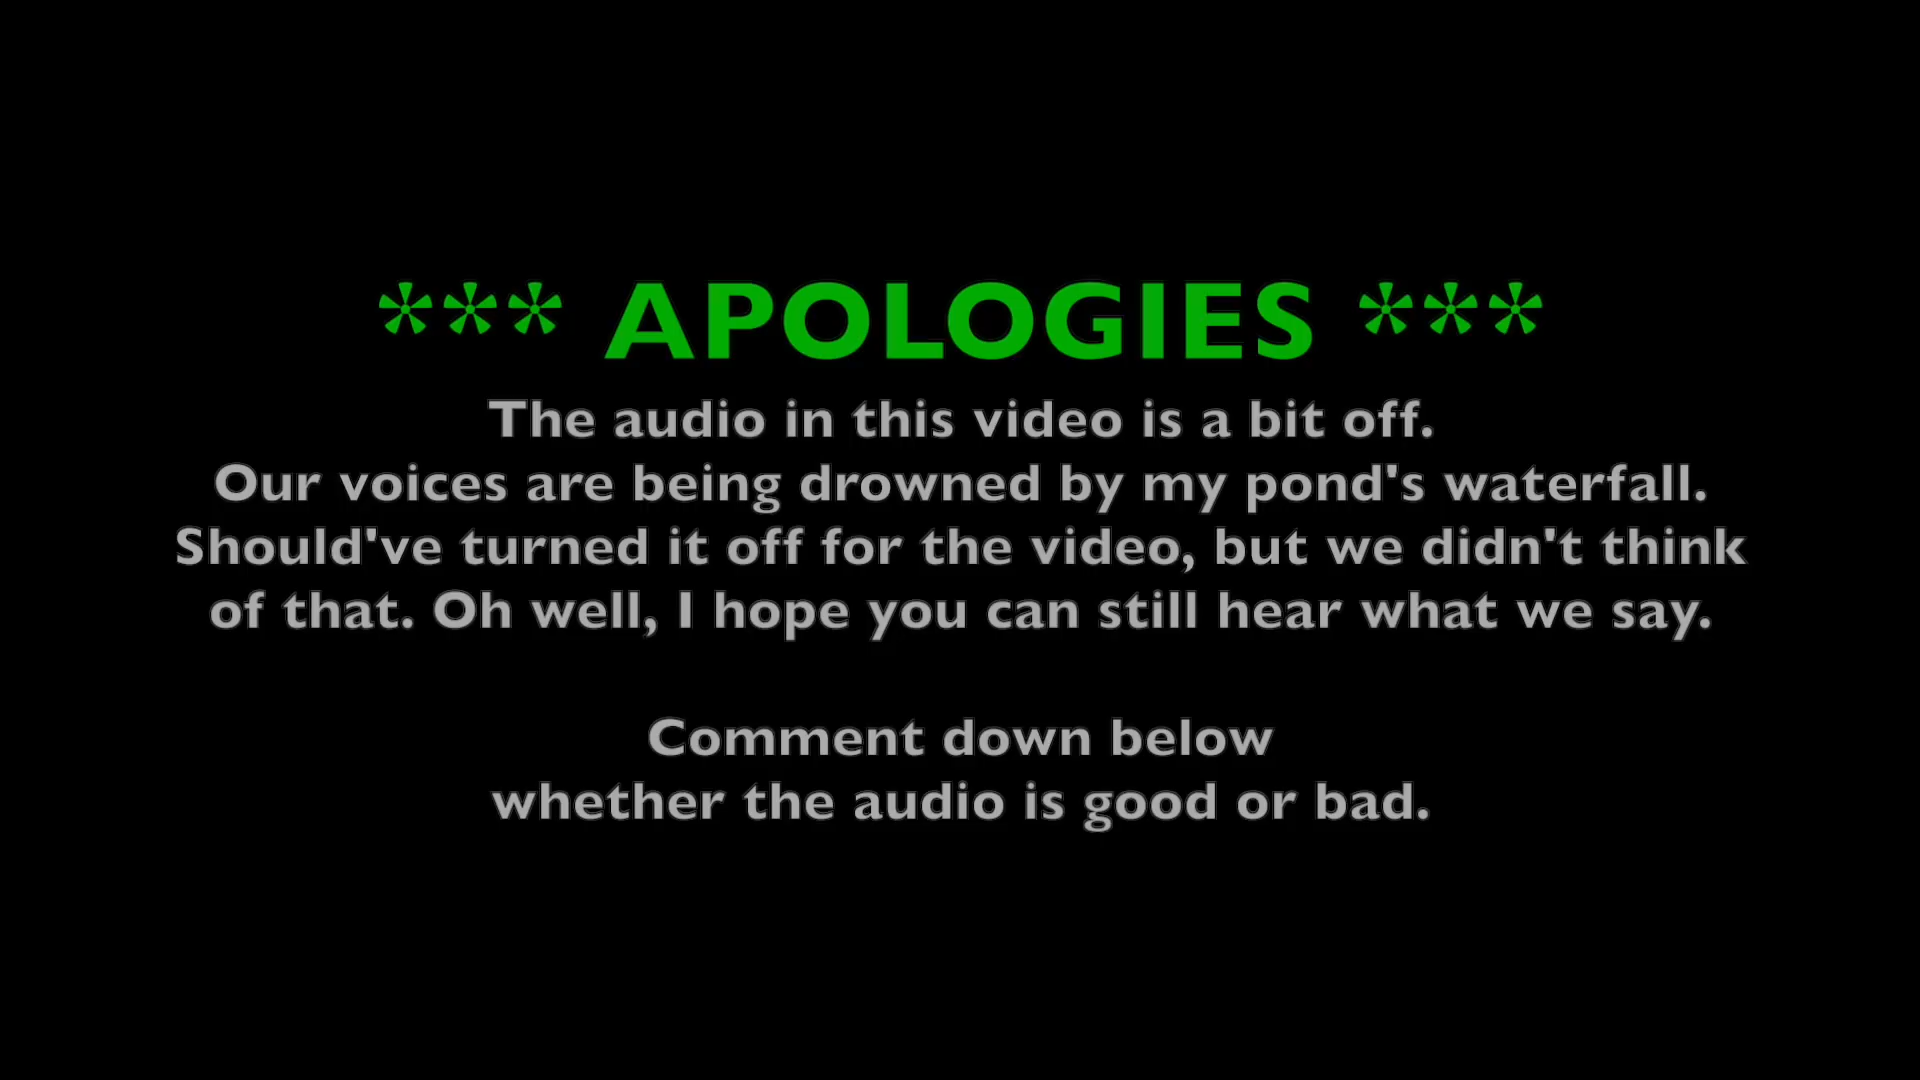 *** APOLOGIES ***
The audio in this video is a bit off.
Our voices are being drowned by my pond's waterfall.
Should've turned it off for the video, but we didn't think
of that. Oh well, I hope you can still hear what we say.
Comment down below
whether the audio is good or bad.